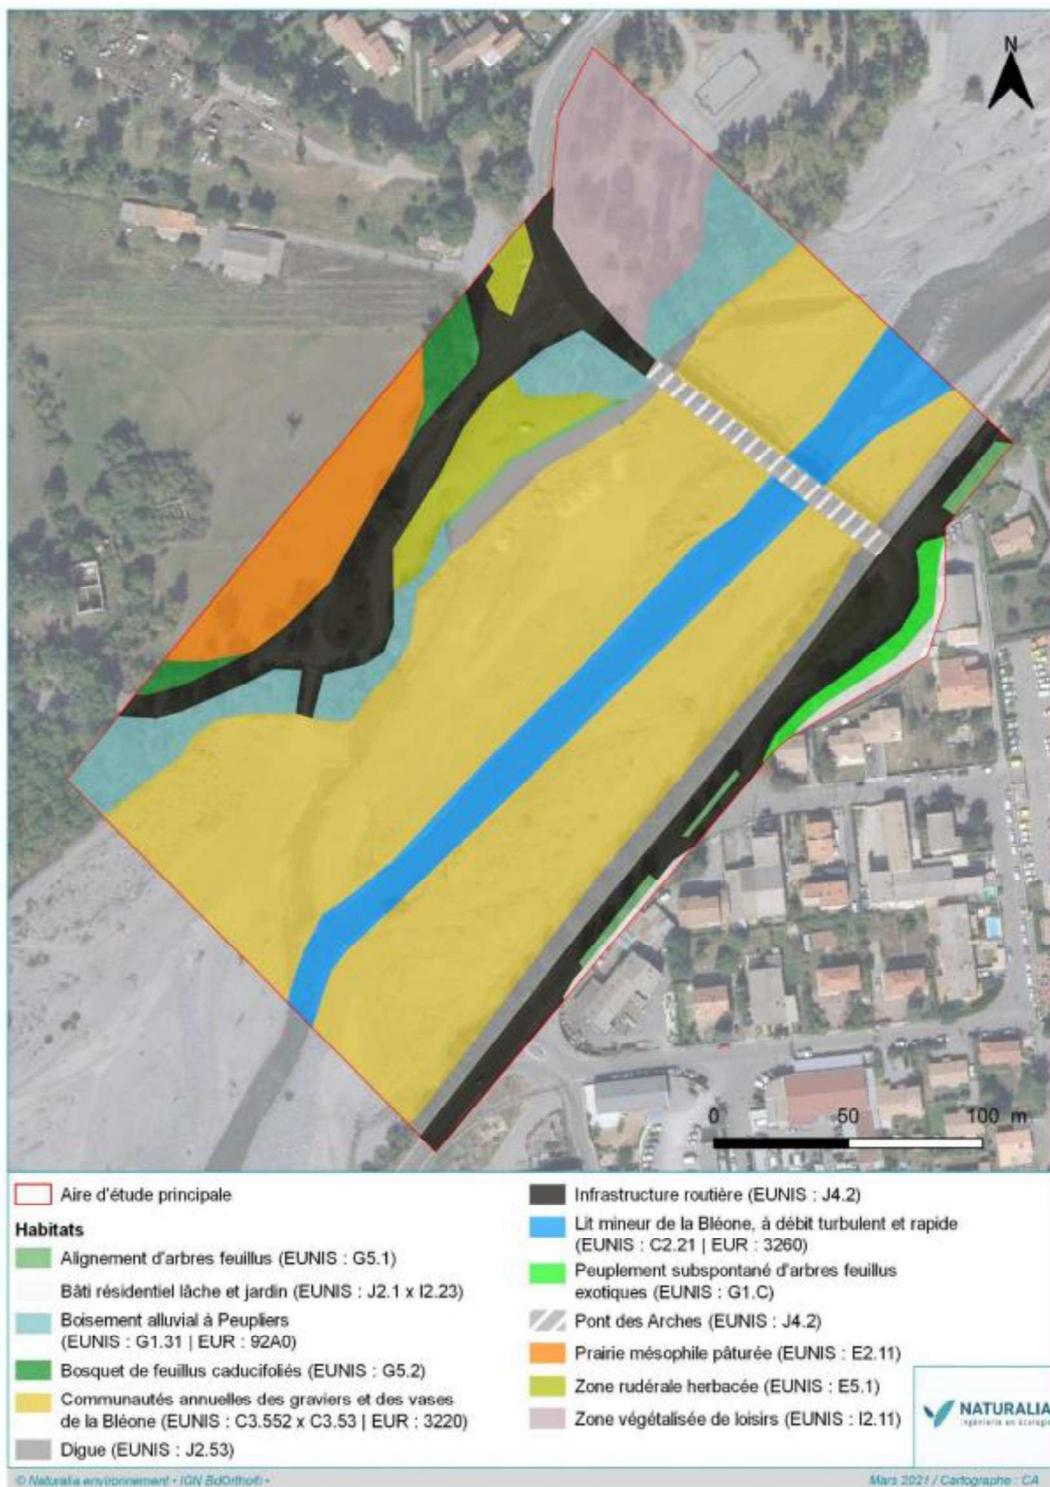 N
0 50 100 m
Aire d'étude principale
Habitats
Alignement d'arbres feuillus (EUNIS : G5.1)
Bâti résidentiel lâche et jardin (EUNIS : J2.1 x I2.23)
Boisement alluvial à Peupliers
(EUNIS : G1.31 | EUR : 92A0)
Bosquet de feuillus caducifoliés (EUNIS : G5.2)
Communautés annuelles des graviers et des vases
de la Bléone (EUNIS : C3.552 x C3.53 | EUR : 3220)
Digue (EUNIS : J2.53)
Infrastructure routière (EUNIS : J4.2)
Lit mineur de la Bléone, à débit turbulent et rapide
(EUNIS : C2.21 | EUR : 3260)
Peuplement subspontané d'arbres feuillus
exotiques (EUNIS : G1.C)
Pont des Arches (EUNIS : J4.2)
Prairie mésophile pâturée (EUNIS : E2.11)
Zone rudérale herbacée (EUNIS : E5.1)
Zone végétalisée de loisirs (EUNIS : I2.11)
NATURALIA
Ingénierie en écologie
© Naturalia environnement - IGN BdOrtho® -
Mars 2021 / Cartographe : CA